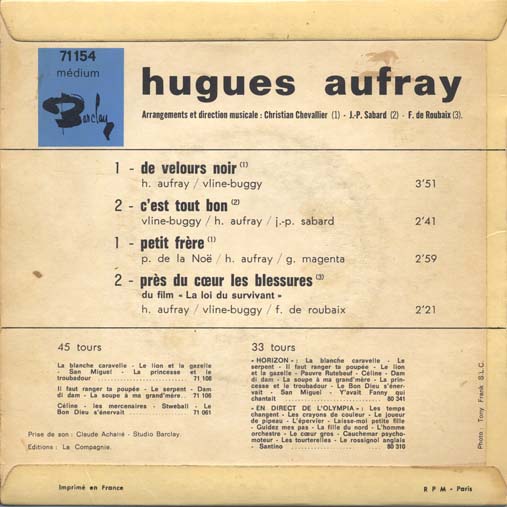 71154
médium
Barclay
hugues aufray
Arrangements et direction musicale : Christian Chevallier (1) - J.-P. Sabard (2) - F. de Roubaix (3).
1 - de velours noir (1)
h. aufray / vline-buggy 3'51
2 - c'est tout bon (2)
vline-buggy / h. aufray / j.-p. sabard 2'41
1 - petit frère (1)
p. de la Noë / h. aufray / g. magenta 2'59
2 - près du cœur les blessures (3)
du film « La loi du survivant »
h. aufray / vline-buggy / f. de roubaix 2'21
45 tours
La blanche caravelle - Le lion et la gazelle
- San Miguel - La princesse et le
troubadour 71 108
Il faut ranger ta poupée - Le serpent - Dam
di dam - La soupe à ma grand'mère... 71 106
Céline - les mercenaires - Stewball - Le
Bon Dieu s'énervait 71 061
Prise de son : Claude Achallé - Studio Barclay.
Editions : La Compagnie.
33 tours
« HORIZON » : La blanche caravelle - Le
serpent - Il faut ranger ta poupée - Le lion
et la gazelle - Pauvre Rutebeuf - Céline - Dam
di dam - La soupe à ma grand'mère - La prin-
cesse et le troubadour - Le Bon Dieu s'éner-
vait - San Miguel - Y'avait Fanny qui
chantait 80 341
« EN DIRECT DE L'OLYMPIA » : Les temps
changent - Les crayons de couleur - Le joueur
de pipeau - L'épervier - Laisse-moi petite fille
- Guidez mes pas - La fille du nord - L'homme
orchestre - Le cœur gros - Cauchemar psycho-
moteur - Les tourterelles - Le rossignol anglais
- Santiano 80 310
Photo : Tony Frank S.L.C.
Imprimé en France
R P M - Paris